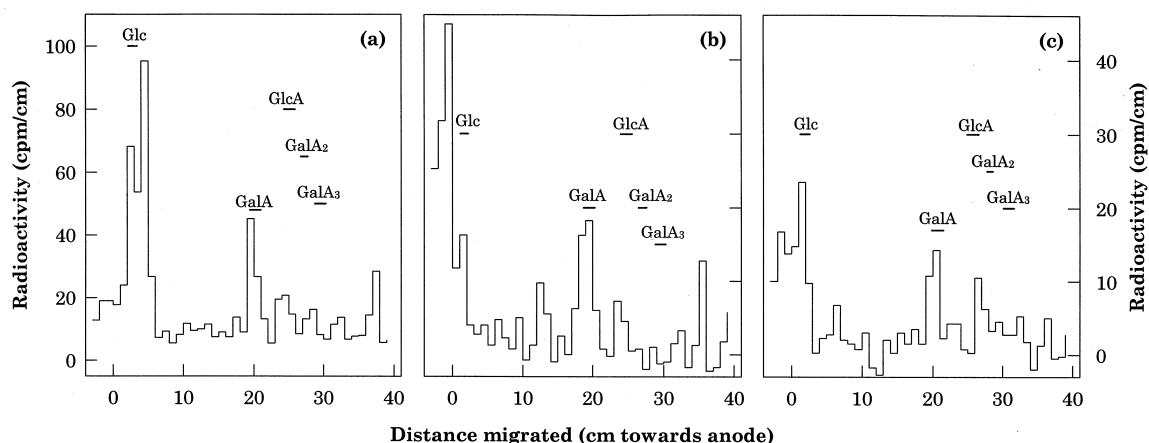 (a)
Glc
GlcA
GalA₂
GalA
GalA₃
100
80
60
40
20
0
0
10
20
30
40
Radioactivity (cpm/cm)
(b)
Glc
GlcA
GalA
GalA₂
GalA₃
0
10
20
30
40
(c)
Glc
GlcA
GalA₂
GalA₃
GalA
0
10
20
30
40
40
30
20
10
0
Radioactivity (cpm/cm)
Distance migrated (cm towards anode)